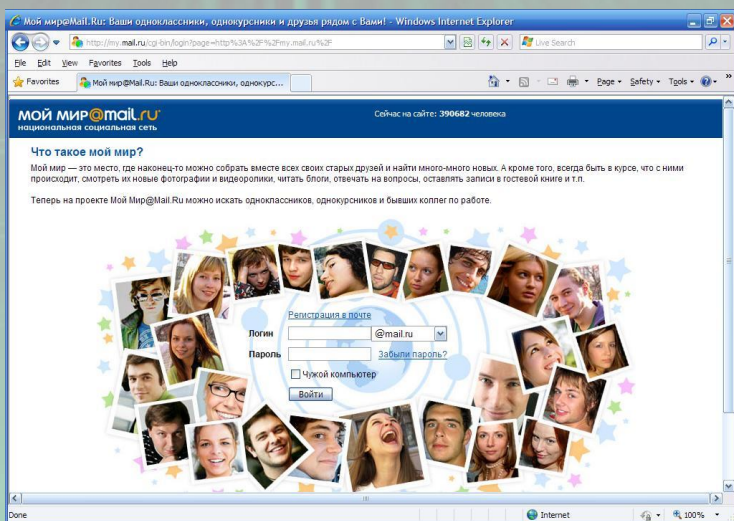 Мой мир@Mail.Ru: Ваши одноклассники, однокурсники и друзья рядом с Вами! - Windows Internet Explorer
http://my.mail.ru/cgi-bin/login?page=http%3A%2F%2Fmy.mail.ru%2F
Live Search
File Edit View Favorites Tools Help
Favorites
Мой мир@Mail.Ru: Ваши одноклассники, однокурс...
Page
Safety
Tools
МОЙ МИР@mail.ru
национальная социальная сеть
Сейчас на сайте: 390682 человека
Что такое мой мир?
Мой мир — это место, где наконец-то можно собрать вместе всех своих старых друзей и найти много-много новых. А кроме того, всегда быть в курсе, что с ними
происходит, смотреть их новые фотографии и видеоролики, читать блоги, отвечать на вопросы, оставлять записи в гостевой книге и т.п.
Теперь на проекте Мой Мир@Mail.Ru можно искать одноклассников, однокурсников и бывших коллег по работе.
Регистрация в почте
Логин
@mail.ru
Пароль
Забыли пароль?
Чужой компьютер
Войти
Done
Internet
100%